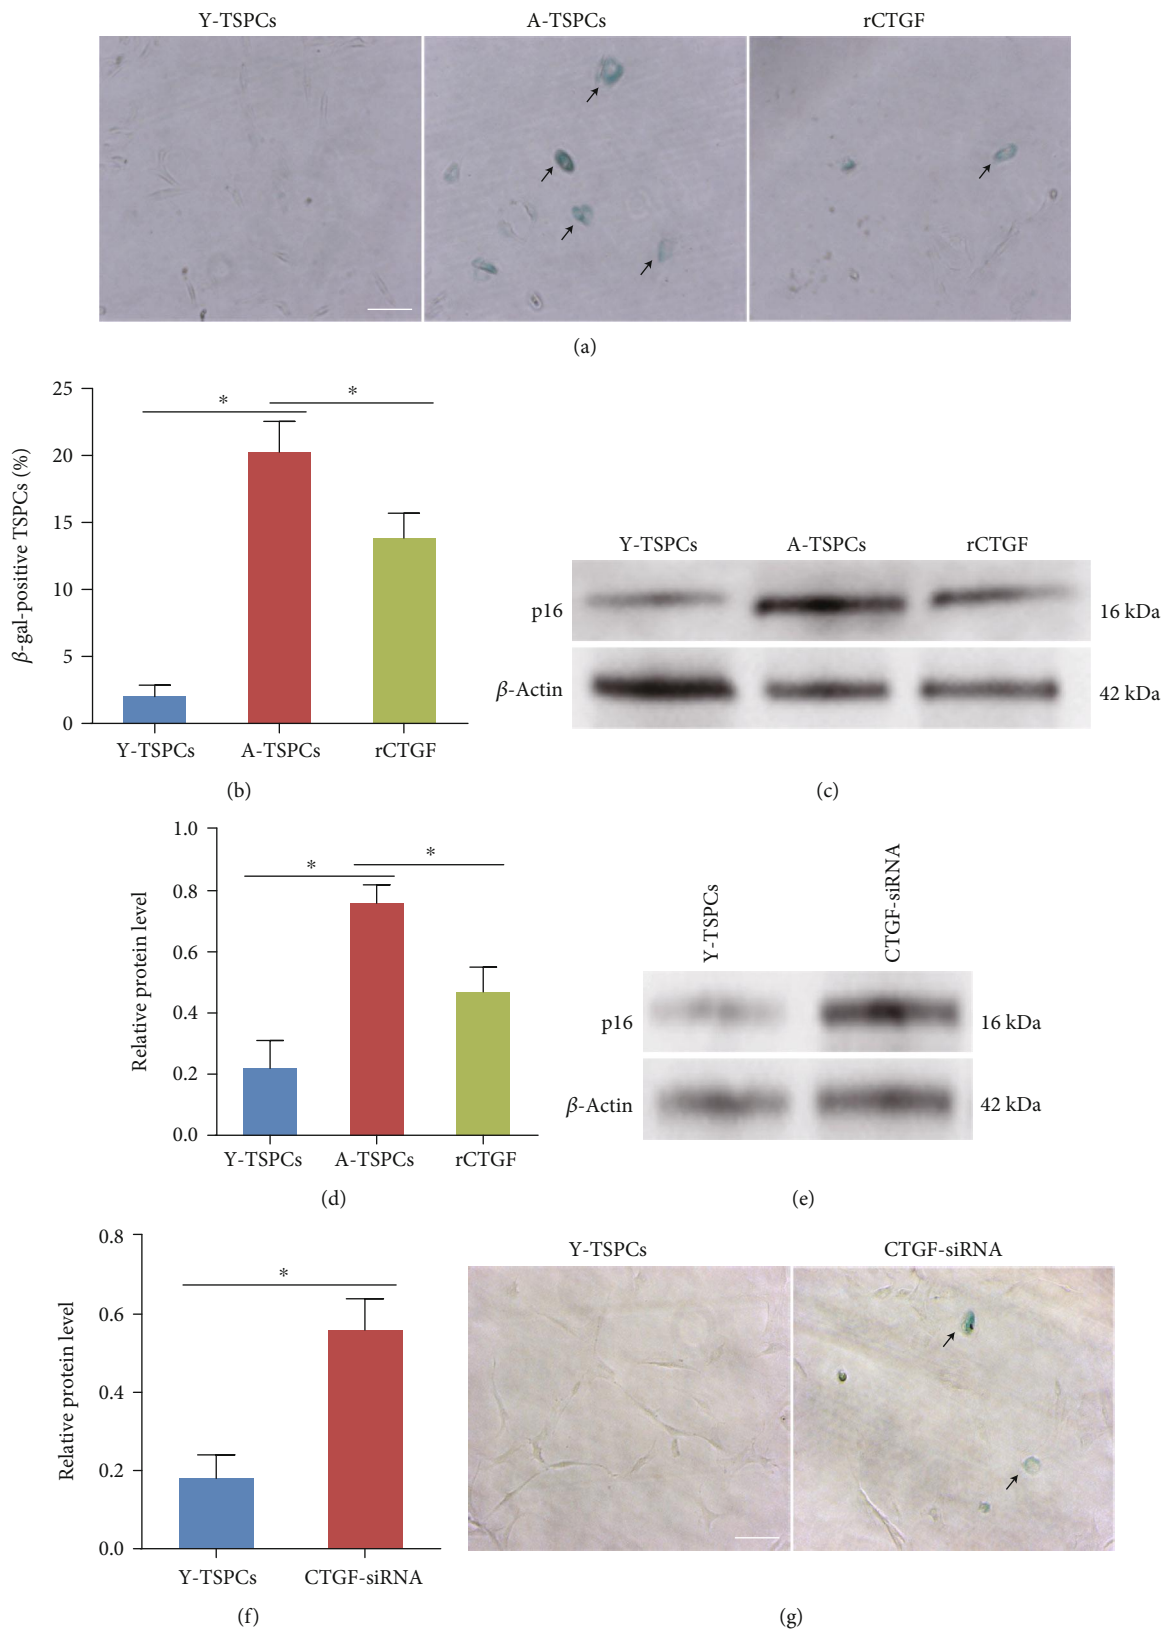 Y-TSPCs A-TSPCs rCTGF
(a)
25
20
15
10
5
0
β-gal-positive TSPCs (%)
* *
Y-TSPCs A-TSPCs rCTGF
(b)
Y-TSPCs A-TSPCs rCTGF
p16 16 kDa
β-Actin 42 kDa
(c)
1.0
0.8
0.6
0.4
0.2
0.0
Relative protein level
* *
Y-TSPCs A-TSPCs rCTGF
(d)
Y-TSPCs CTGF-siRNA
p16 16 kDa
β-Actin 42 kDa
(e)
0.8
0.6
0.4
0.2
0.0
Relative protein level
*
Y-TSPCs CTGF-siRNA
(f)
Y-TSPCs CTGF-siRNA
(g)